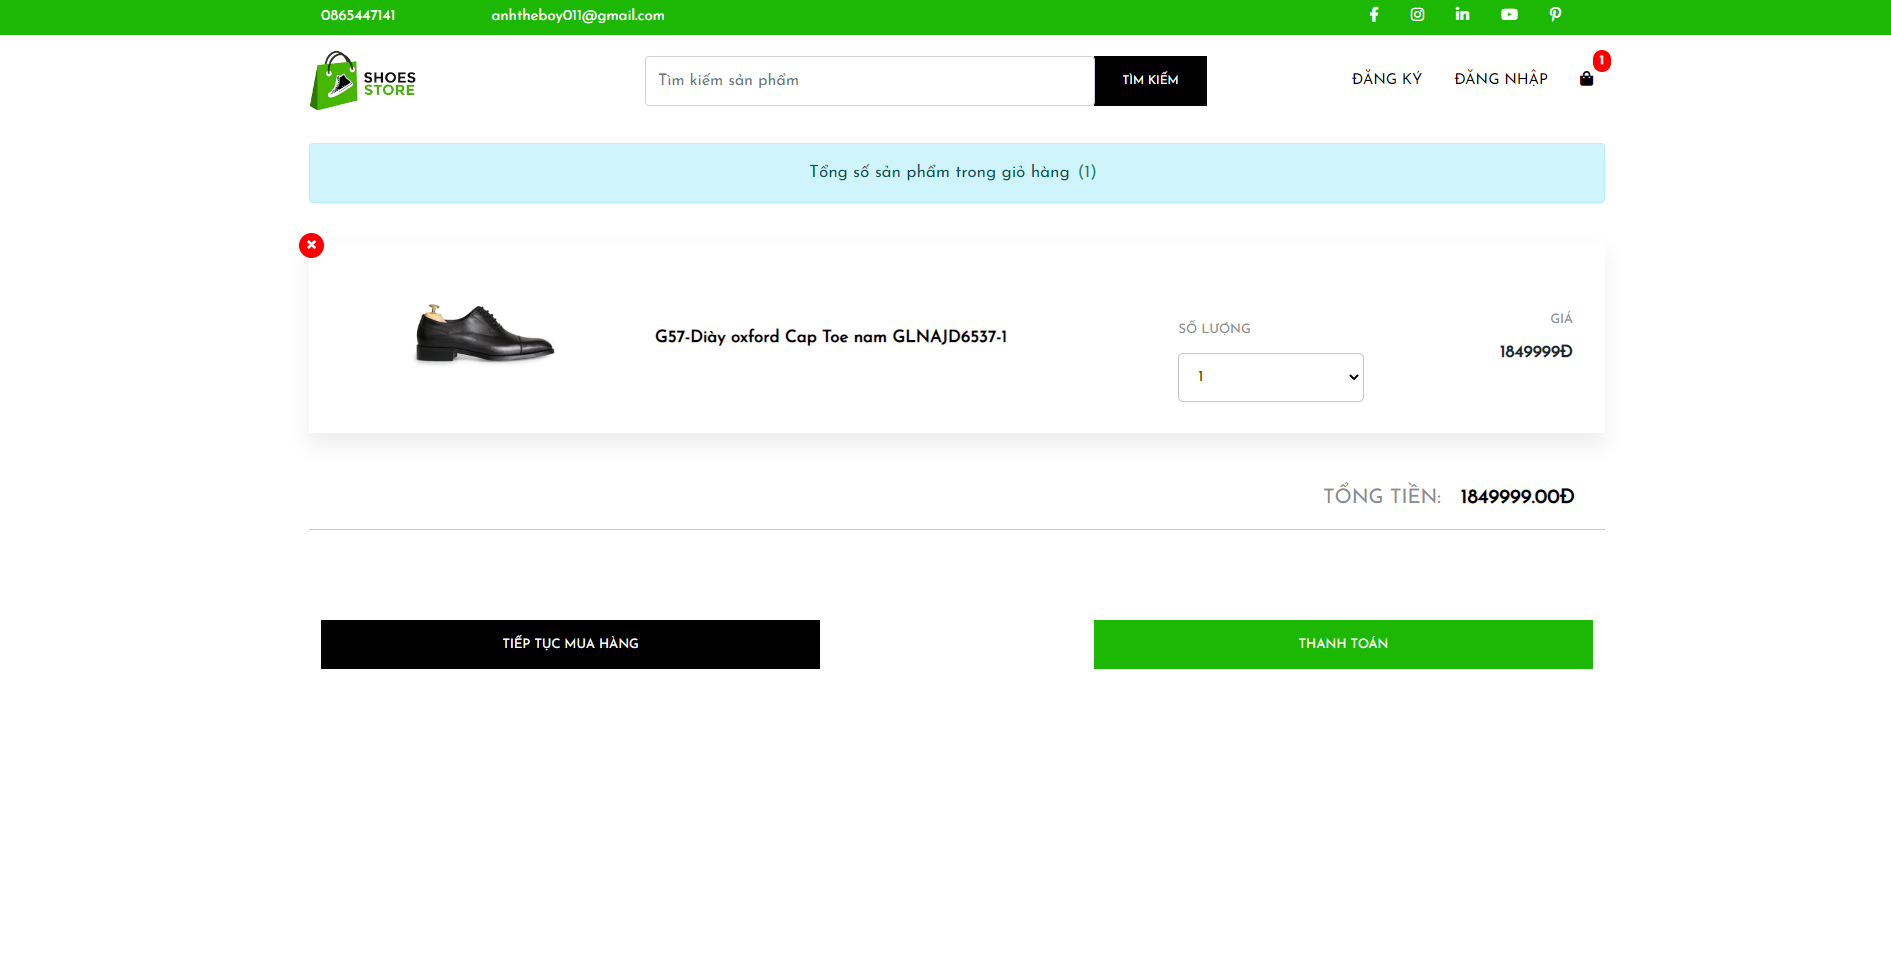 0865447141 anhtheboy011@gmail.com
SHOES
STORE
Tìm kiếm sản phẩm
TÌM KIẾM
ĐĂNG KÝ ĐĂNG NHẬP
1
Tổng số sản phẩm trong giỏ hàng (1)
G57-Diày oxford Cap Toe nam GLNAJD6537-1
SỐ LƯỢNG
1
GIÁ
1849999Đ
TỔNG TIỀN: 1849999.00Đ
TIẾP TỤC MUA HÀNG
THANH TOÁN